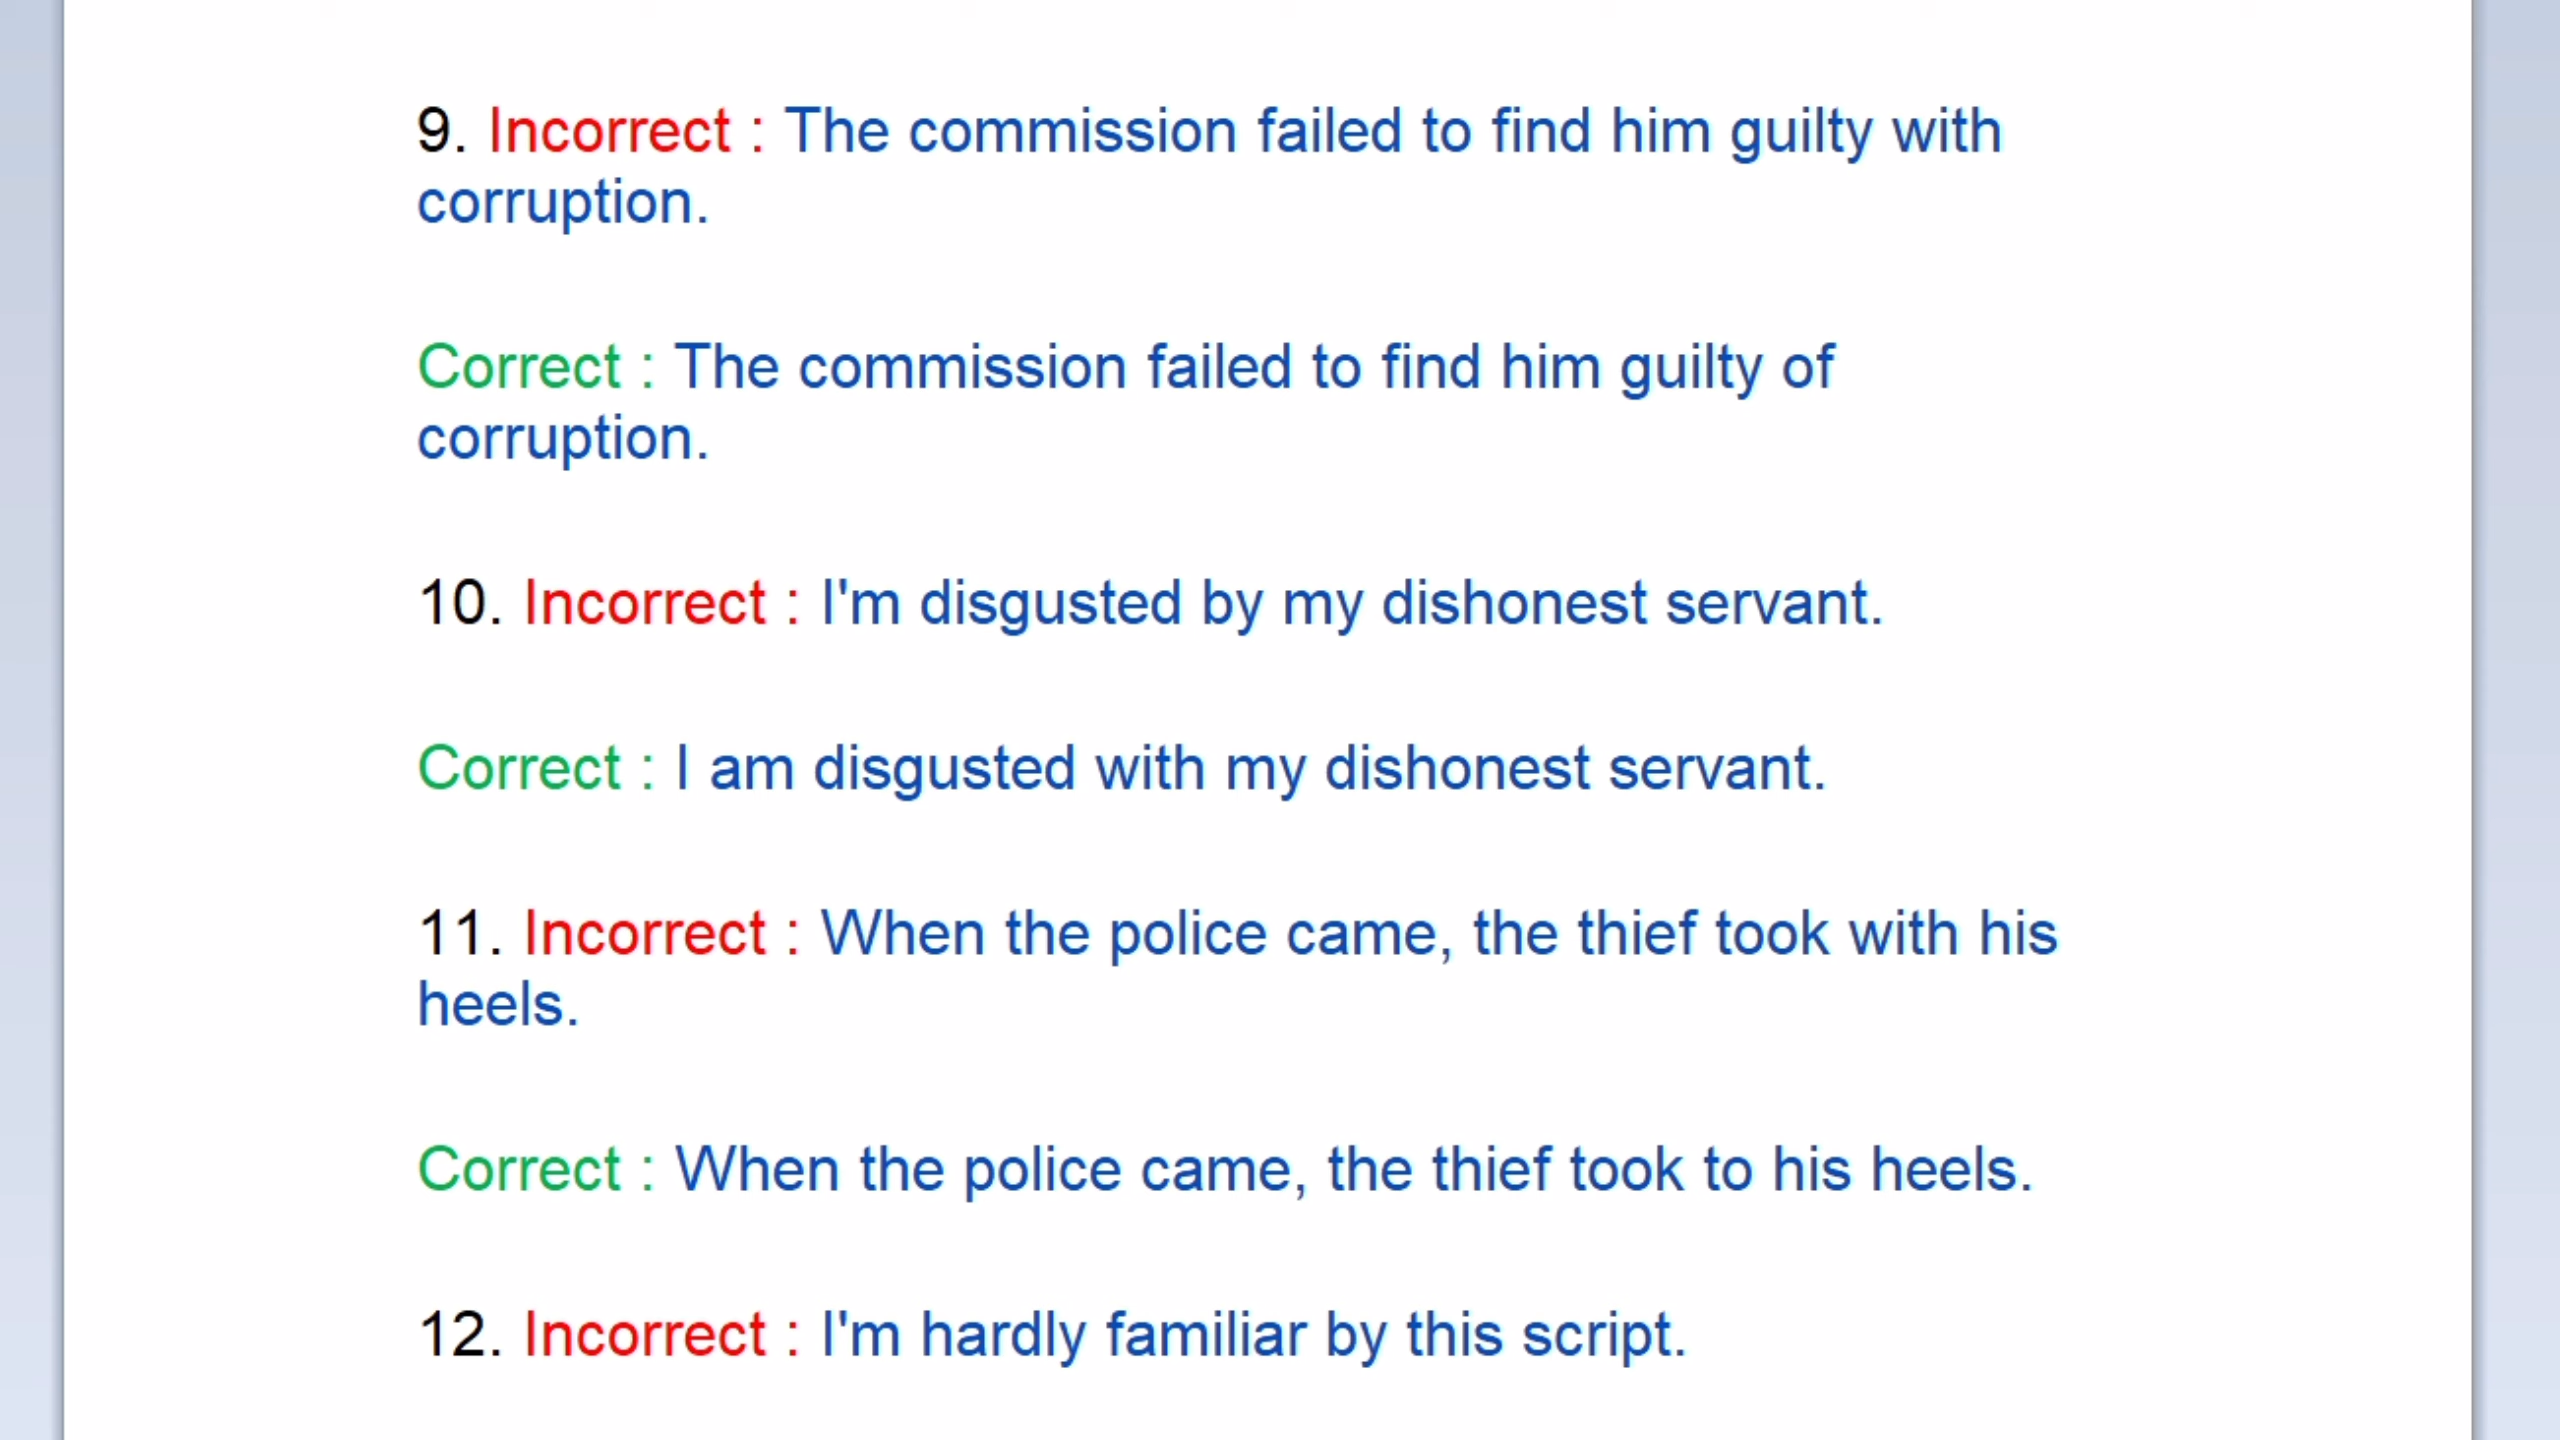 9. Incorrect : The commission failed to find him guilty with
corruption.
Correct : The commission failed to find him guilty of
corruption.
10. Incorrect : I'm disgusted by my dishonest servant.
Correct : I am disgusted with my dishonest servant.
11. Incorrect : When the police came, the thief took with his
heels.
Correct : When the police came, the thief took to his heels.
12. Incorrect : I'm hardly familiar by this script.